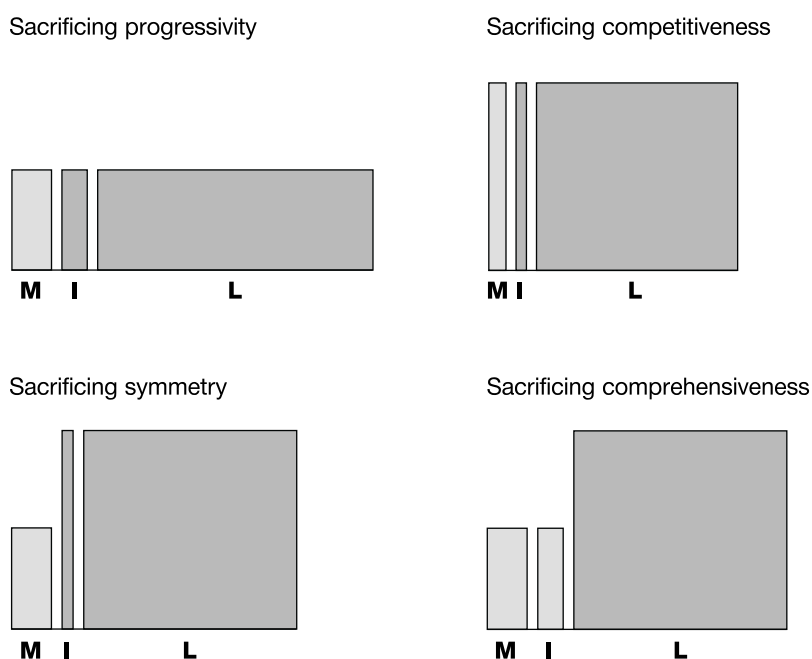 Sacrificing progressivity
Sacrificing competitiveness
M I L
M I L
Sacrificing symmetry
Sacrificing comprehensiveness
M I L
M I L